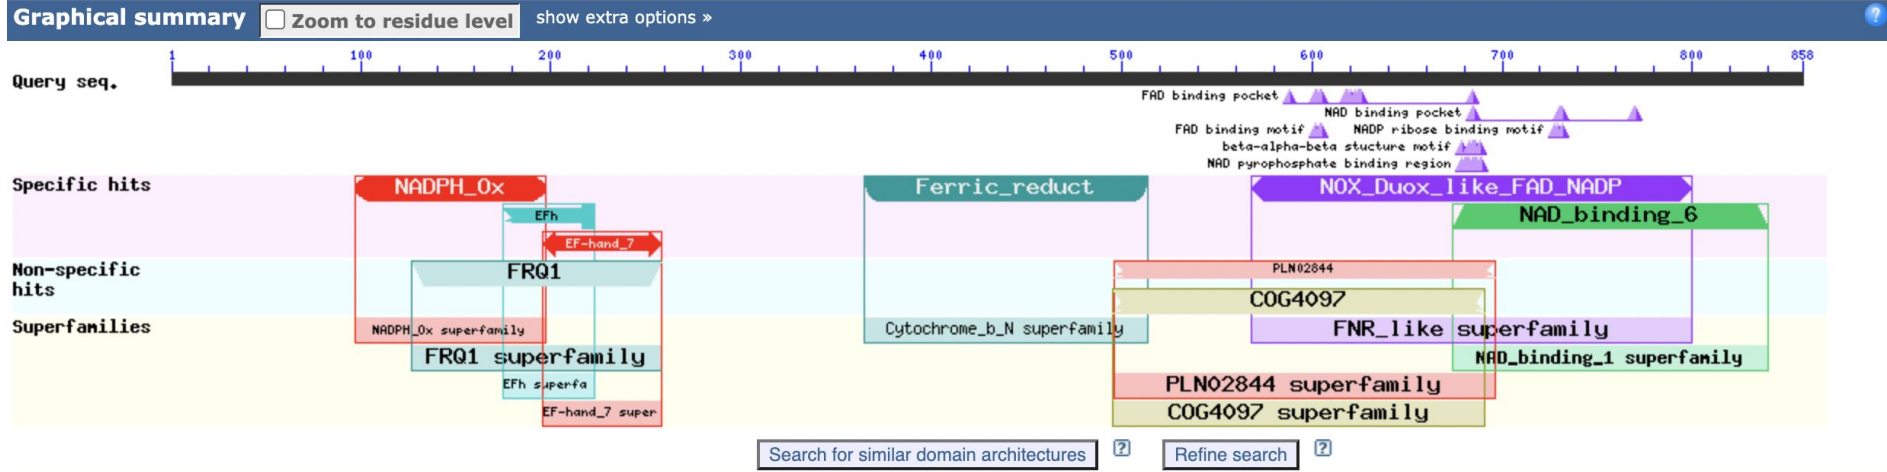 Graphical summary Zoom to residue level show extra options » ?
1 100 200 300 400 500 600 700 800 858
Query seq.
FAD binding pocket
NAD binding pocket
FAD binding motif NADP ribose binding motif
beta-alpha-beta stucture motif
NAD pyrophosphate binding region
Specific hits NADPH_Ox Ferric_reduct NOX_Duox_like_FAD_NADP
EFh NAD_binding_6
EF-hand_7
Non-specific
hits
FRQ1 PLN02844
COG4097
Superfamilies NADPH_Ox superfamily Cytochrome_b_N superfamily FNR_like superfamily
FRQ1 superfamily NAD_binding_1 superfamily
EFh superfa PLN02844 superfamily
EF-hand_7 super COG4097 superfamily
Search for similar domain architectures ? Refine search ?